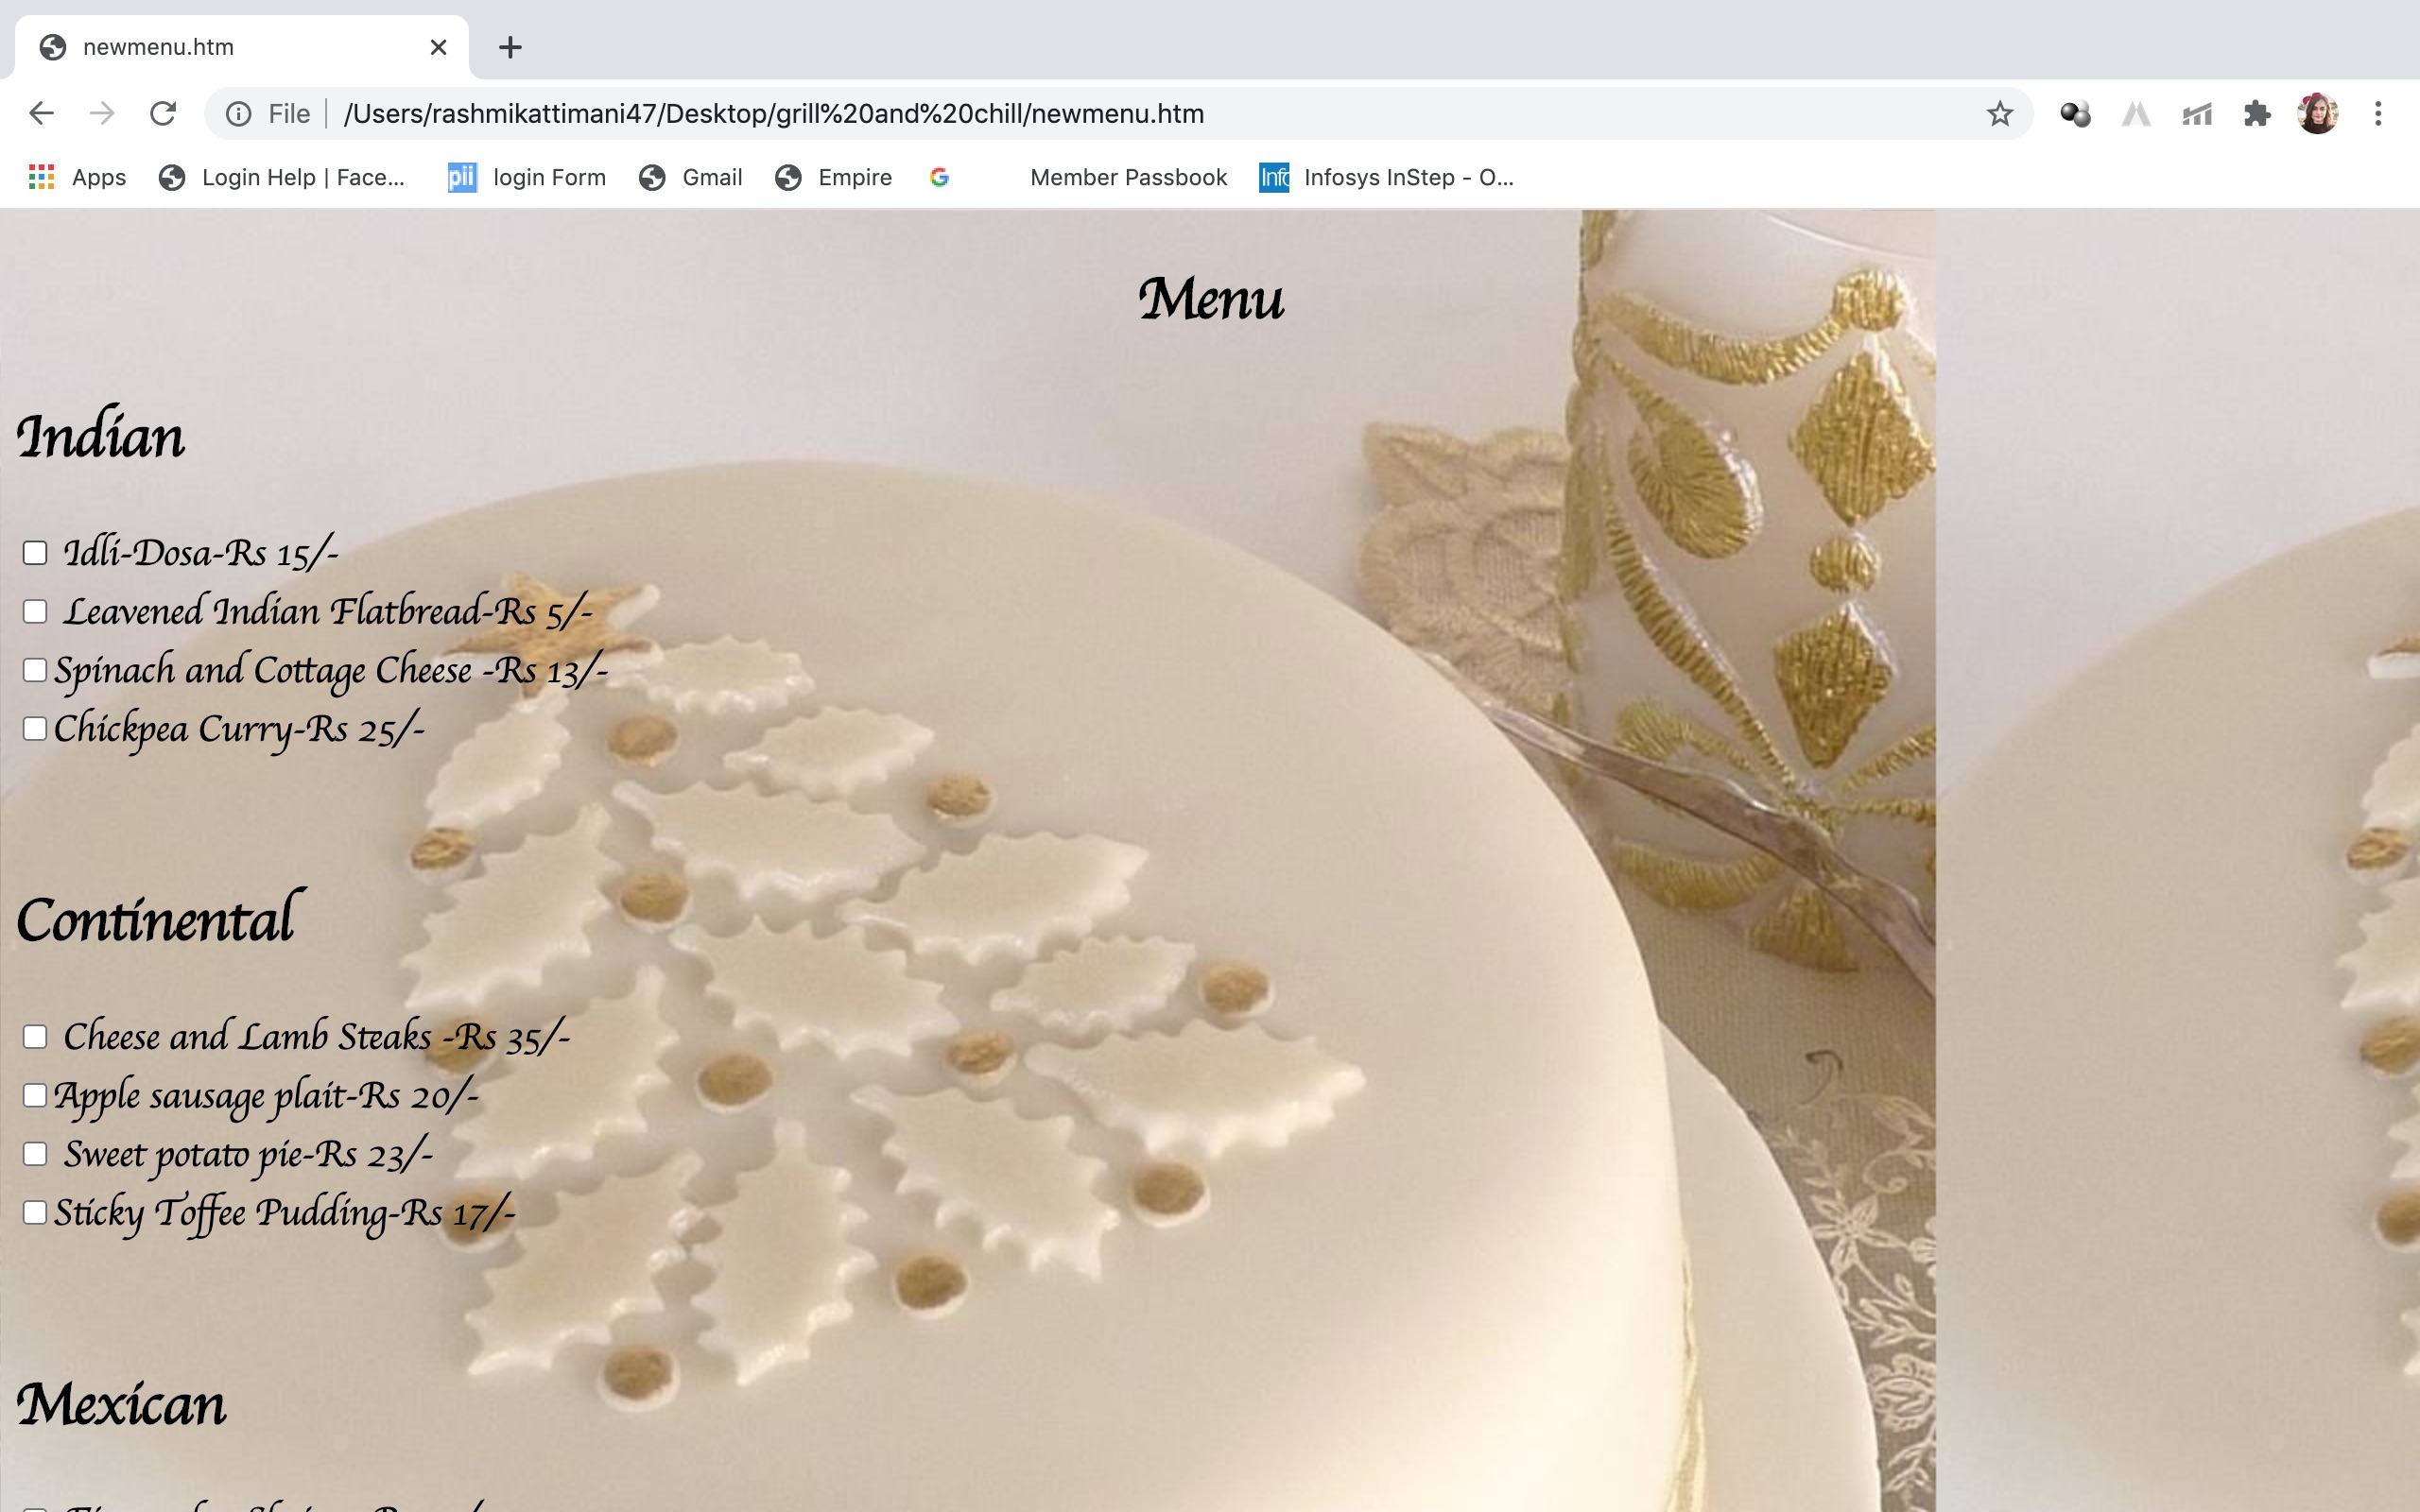 newmenu.htm
File | /Users/rashmikattimani47/Desktop/grill%20and%20chill/newmenu.htm
Apps Login Help | Face... pii login Form Gmail Empire Member Passbook Info Infosys InStep - O...
Menu
Indian
Idli-Dosa-Rs 15/-
Leavened Indian Flatbread-Rs 5/-
Spinach and Cottage Cheese -Rs 13/-
Chickpea Curry-Rs 25/-
Continental
Cheese and Lamb Steaks -Rs 35/-
Apple sausage plait-Rs 20/-
Sweet potato pie-Rs 23/-
Sticky Toffee Pudding-Rs 17/-
Mexican